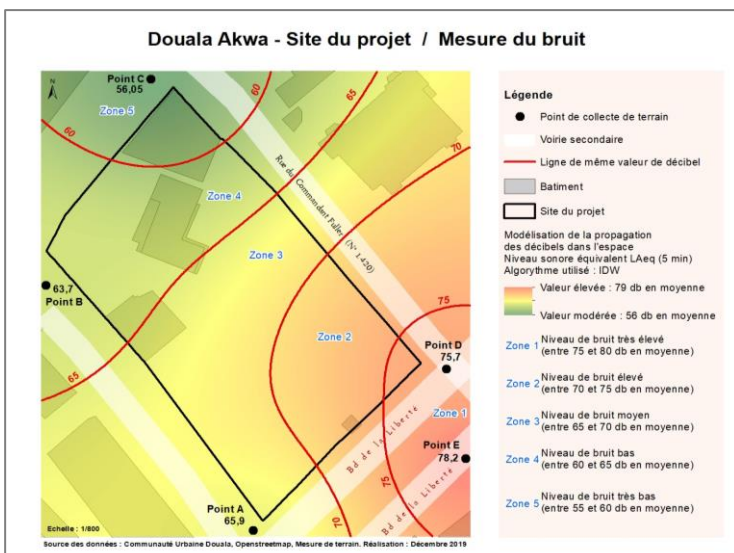 Douala Akwa - Site du projet / Mesure du bruit
N
Point C
56,05
Zone 5
60
60
65
70
Rue du Commandant Fuller (N° 1420)
Zone 4
Zone 3
63,7
Point B
75
Zone 2
Point D
75,7
65
Zone 1
Bd de la Liberté
Point E
78,2
Bd de la Liberté
75
Point A
65,9
70
Echelle : 1/800
Légende
Point de collecte de terrain
Voirie secondaire
Ligne de même valeur de décibel
Batiment
Site du projet
Modélisation de la propagation
des décibels dans l'espace
Niveau sonore équivalent LAeq (5 min)
Algorythme utilisé : IDW
Valeur élevée : 79 db en moyenne
Valeur modérée : 56 db en moyenne
Zone 1 Niveau de bruit très élevé
(entre 75 et 80 db en moyenne)
Zone 2 Niveau de bruit élevé
(entre 70 et 75 db en moyenne)
Zone 3 Niveau de bruit moyen
(entre 65 et 70 db en moyenne)
Zone 4 Niveau de bruit bas
(entre 60 et 65 db en moyenne)
Zone 5 Niveau de bruit très bas
(entre 55 et 60 db en moyenne)
Source des données : Communauté Urbaine Douala, Openstreetmap, Mesure de terrain. Réalisation : Décembre 2019